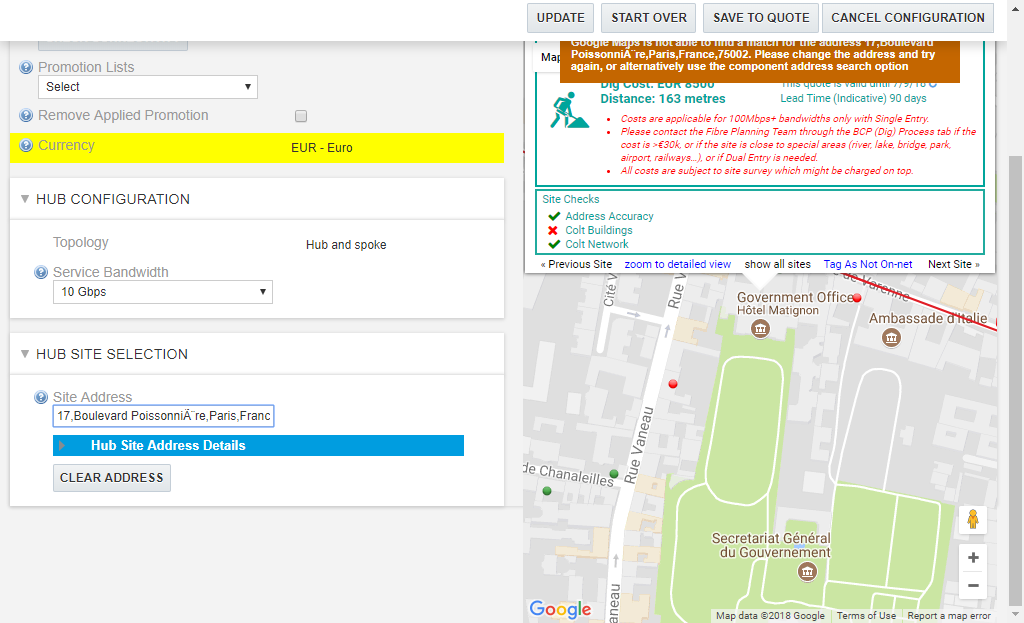 UPDATE
START OVER
SAVE TO QUOTE
CANCEL CONFIGURATION
Promotion Lists
Select
Remove Applied Promotion
Currency
EUR - Euro
HUB CONFIGURATION
Topology
Hub and spoke
Service Bandwidth
10 Gbps
HUB SITE SELECTION
Site Address
17,Boulevard PoissonniÃ¨re,Paris,Franc
Hub Site Address Details
CLEAR ADDRESS
Google Maps is not able to find a match for the address 17,Boulevard
PoissonniÃ¨re,Paris,France,75002. Please change the address and try
again, or alternatively use the component address search option
Map
Dig Cost: EUR 8500
Distance: 163 metres
This quote is valid until 7/9/18
Lead Time (Indicative) 90 days
Costs are applicable for 100Mbps+ bandwidths only with Single Entry.
Please contact the Fibre Planning Team through the BCP (Dig) Process tab if the
cost is >€30k, or if the site is close to special areas (river, lake, bridge, park,
airport, railways...), or if Dual Entry is needed.
All costs are subject to site survey which might be charged on top.
Site Checks
Address Accuracy
Colt Buildings
Colt Network
« Previous Site
zoom to detailed view
show all sites
Tag As Not On-net
Next Site »
Cité V
Rue V
de Varenne
Government Office
Hôtel Matignon
Ambassade d'Italie
Rue Vaneau
de Chanaleilles
Secretariat Général
du Gouvernement
Vaneau
Google
Map data ©2018 Google
Terms of Use
Report a map error